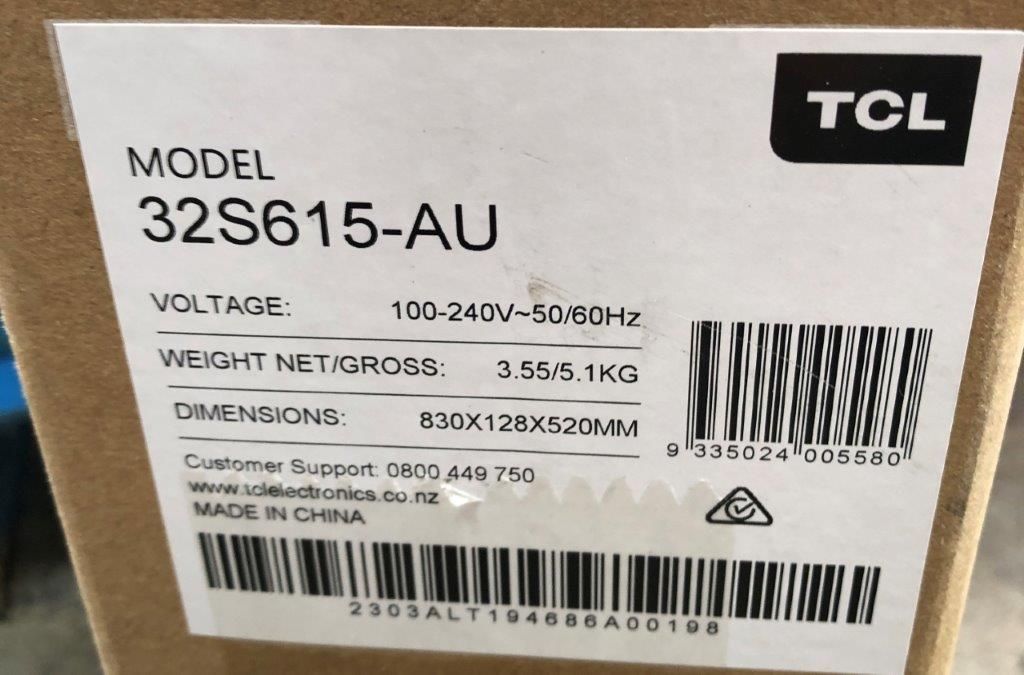 TCL
MODEL
32S615-AU
VOLTAGE: 100-240V~50/60Hz
WEIGHT NET/GROSS: 3.55/5.1KG
DIMENSIONS: 830X128X520MM
9 335024 005580
Customer Support: 0800 449 750
www.tclelectronics.co.nz
MADE IN CHINA
2303ALT194686A00198